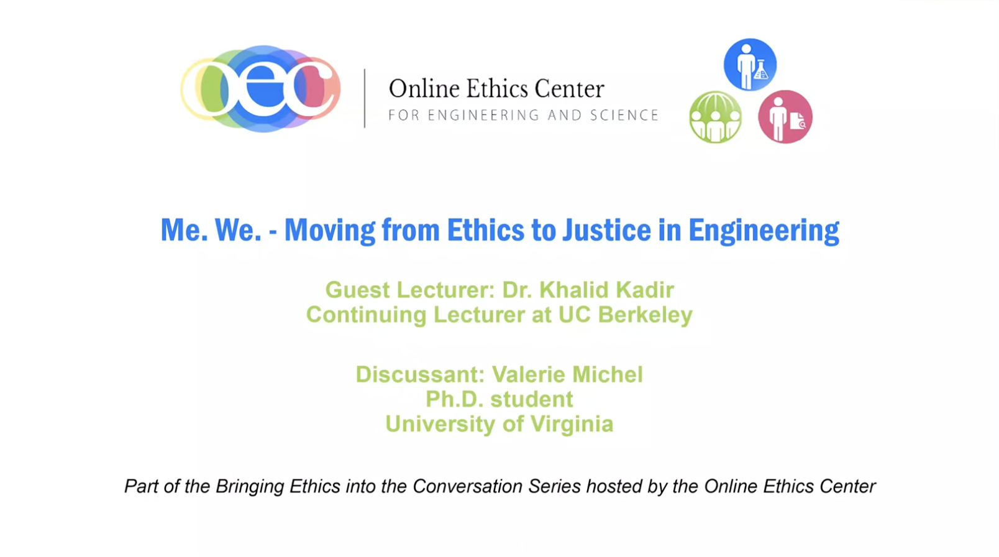 oec
Online Ethics Center
FOR ENGINEERING AND SCIENCE
Me. We. - Moving from Ethics to Justice in Engineering
Guest Lecturer: Dr. Khalid Kadir
Continuing Lecturer at UC Berkeley
Discussant: Valerie Michel
Ph.D. student
University of Virginia
Part of the Bringing Ethics into the Conversation Series hosted by the Online Ethics Center